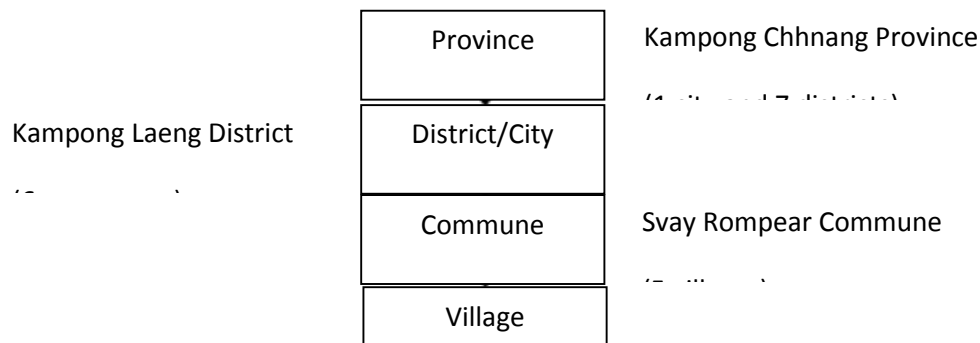 Province
Kampong Chhnang Province
Kampong Laeng District
District/City
Commune
Svay Rompear Commune
Village